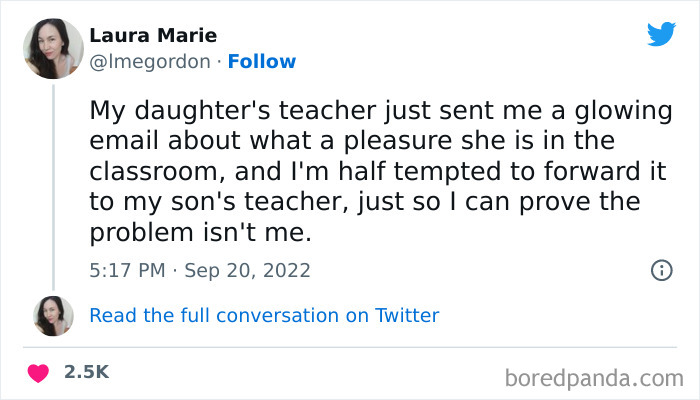 Laura Marie
@lmegordon · Follow
My daughter's teacher just sent me a glowing
email about what a pleasure she is in the
classroom, and I'm half tempted to forward it
to my son's teacher, just so I can prove the
problem isn't me.
5:17 PM · Sep 20, 2022
Read the full conversation on Twitter
2.5K
boredpanda.com